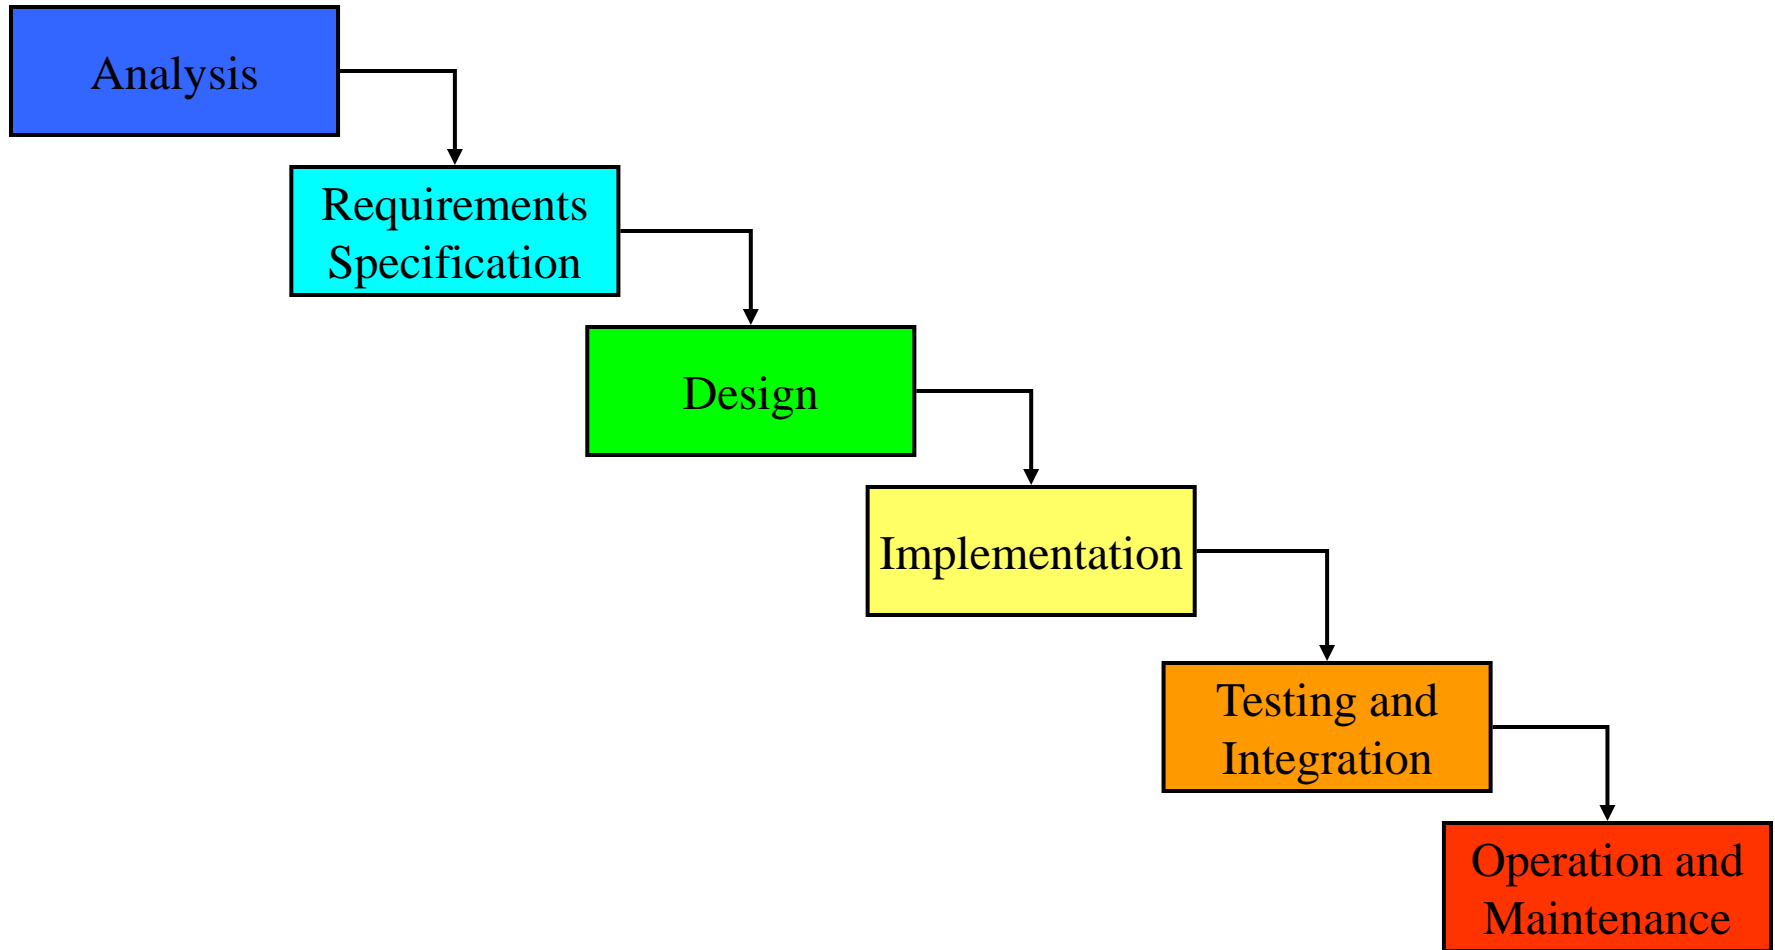 Analysis
Requirements
Specification
Design
Implementation
Testing and
Integration
Operation and
Maintenance